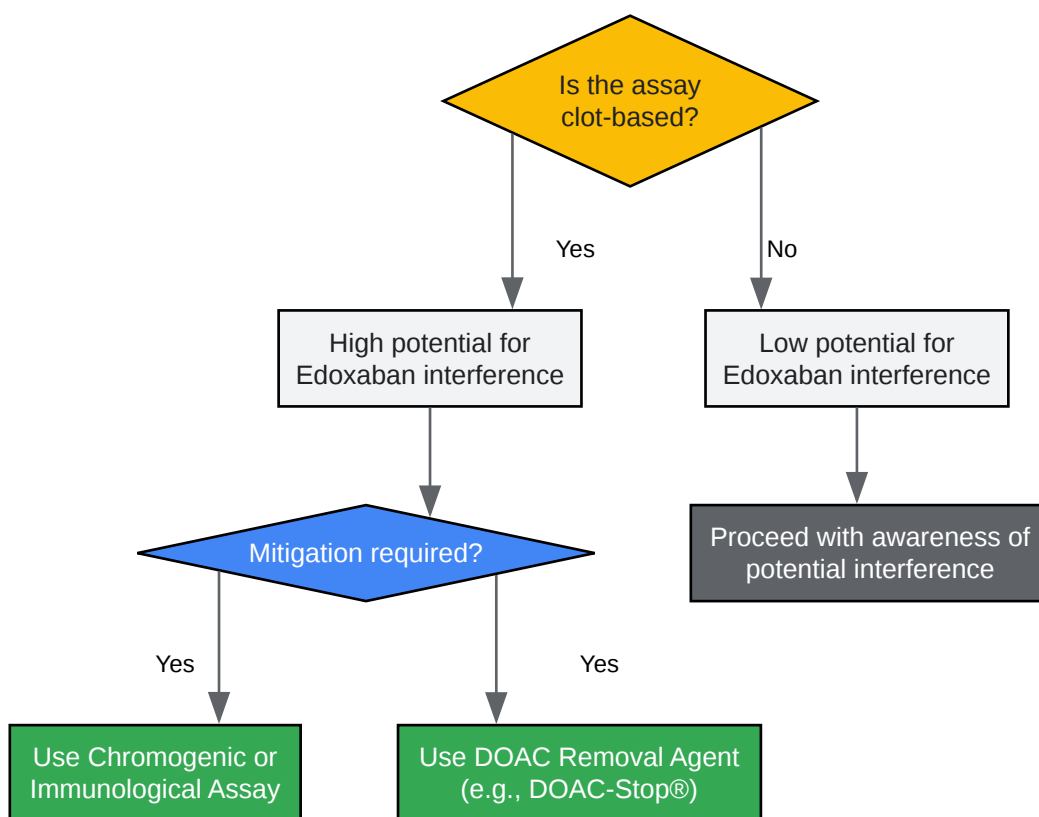 Is the assay
clot-based?
Yes
No
High potential for
Edoxaban interference
Low potential for
Edoxaban interference
Mitigation required?
Proceed with awareness of
potential interference
Yes
Yes
Use Chromogenic or
Immunological Assay
Use DOAC Removal Agent
(e.g., DOAC-Stop®)